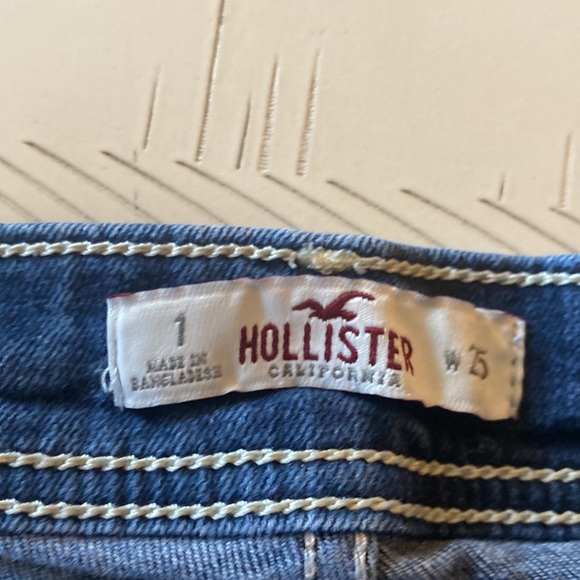 1
MADE IN
BANGLADESH
HOLLISTER
CALIFORNIA
W 25